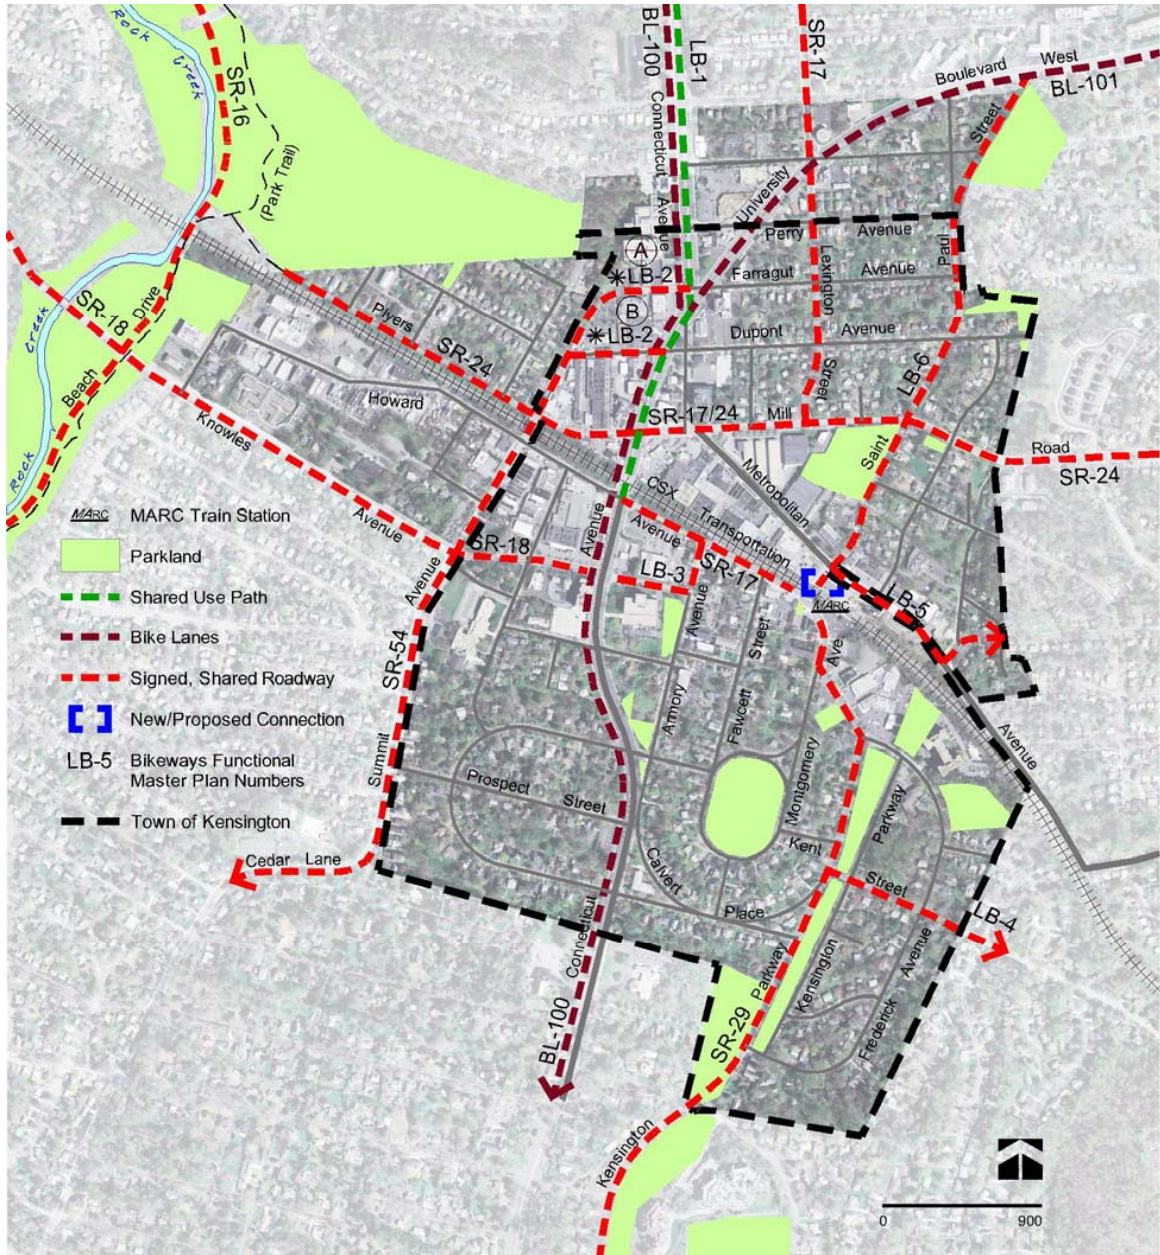 Rock
Creek
SR-16
(Park Trail)
BL-100
LB-1
SR-17
Connecticut
Avenue
University
Boulevard
West
BL-101
Street
Perry
Avenue
Paul
A
LB-2
Farragut
Avenue
Lexington
B
LB-2
Dupont
Avenue
Street
Plyers
SR-24
SR-18
Creek
Drive
Beach
Rock
Howard
Knowles
Avenue
SR-17/24
Mill
LB-6
Saint
Road
SR-24
Metropolitan
CSX
Transportation
Avenue
SR-18
Avenue
LB-3
SR-17
MARC
LB-5
Avenue
Avenue
SR-54
Summit
Avenue
Armory
Street
Fawcett
Ave
Montgomery
Prospect
Street
Kent
Street
Parkway
Calvert
Place
Cedar Lane
LB-4
Connecticut
BL-100
Parkway
Kensington
Avenue
Frederick
SR-29
Kensington
MARC MARC Train Station
Parkland
Shared Use Path
Bike Lanes
Signed, Shared Roadway
New/Proposed Connection
LB-5 Bikeways Functional
Master Plan Numbers
Town of Kensington
0 900